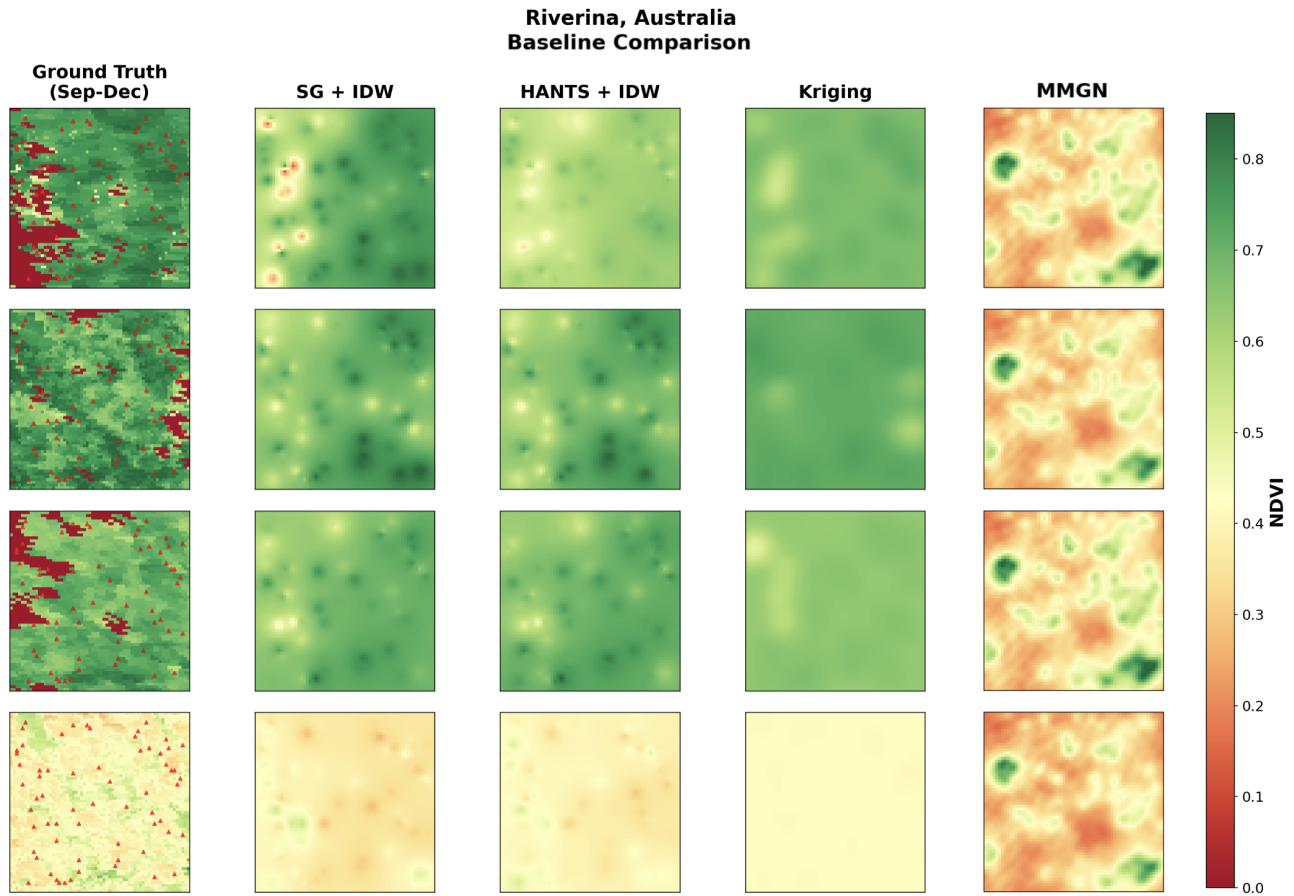 Riverina, Australia
Baseline Comparison
Ground Truth
(Sep-Dec)
SG + IDW
HANTS + IDW
Kriging
MMGN
0.8
0.7
0.6
0.5
0.4
0.3
0.2
0.1
0.0
NDVI